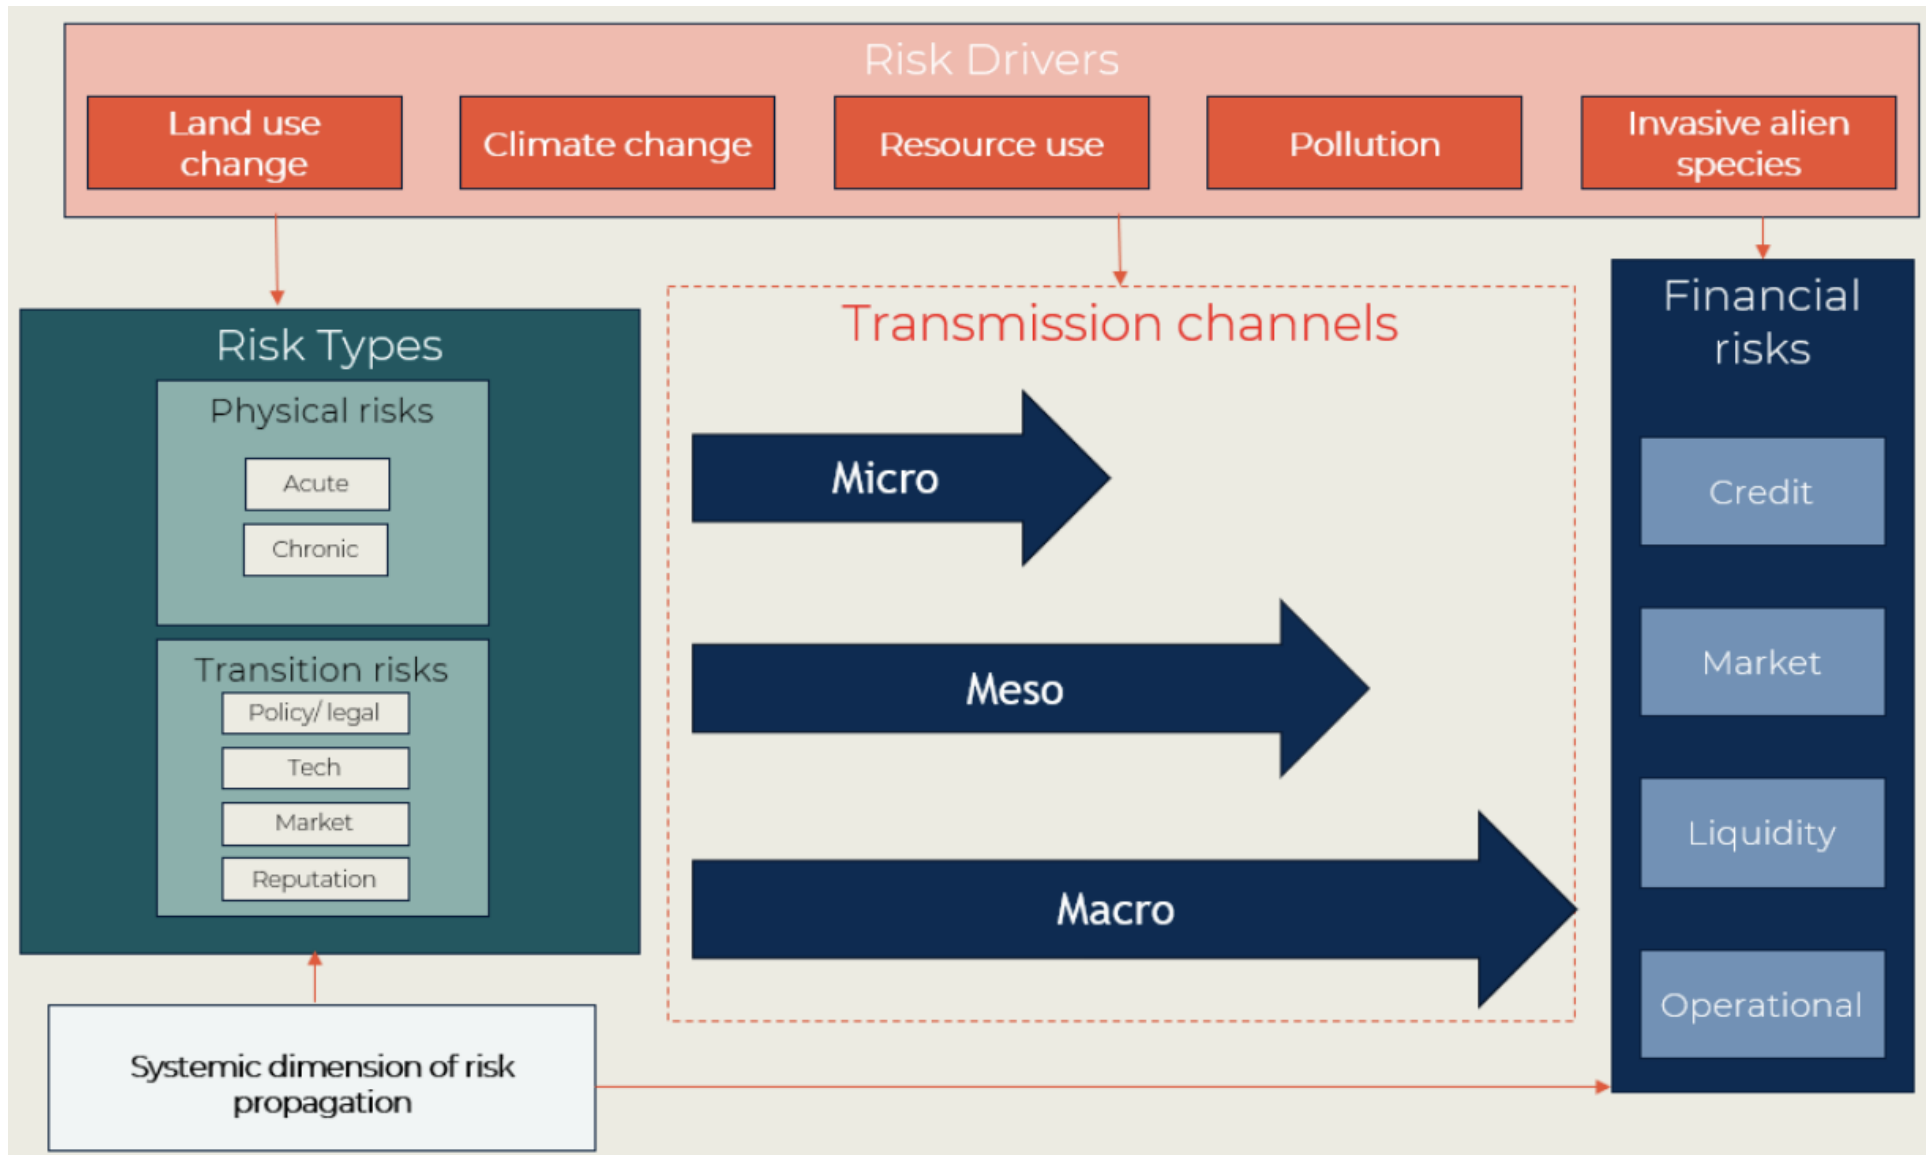 Risk Drivers
Land use
change
Climate change
Resource use
Pollution
Invasive alien
species
Risk Types
Physical risks
Acute
Chronic
Transition risks
Policy/ legal
Tech
Market
Reputation
Transmission channels
Micro
Meso
Macro
Financial
risks
Credit
Market
Liquidity
Operational
Systemic dimension of risk
propagation